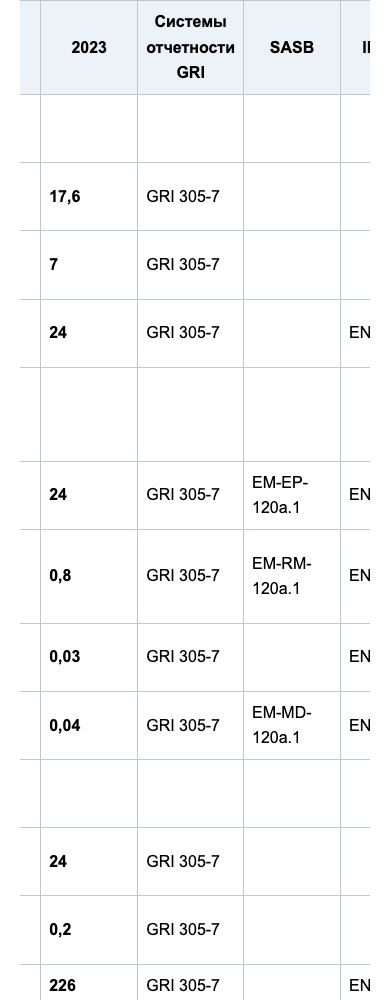 2023
Системы
отчетности
GRI
SASB
17,6 GRI 305-7
7 GRI 305-7
24 GRI 305-7 EN
24 GRI 305-7 EM-EP-
120a.1 EN
0,8 GRI 305-7 EM-RM-
120a.1 EN
0,03 GRI 305-7 EN
0,04 GRI 305-7 EM-MD-
120a.1 EN
24 GRI 305-7
0,2 GRI 305-7
226 GRI 305-7 EN